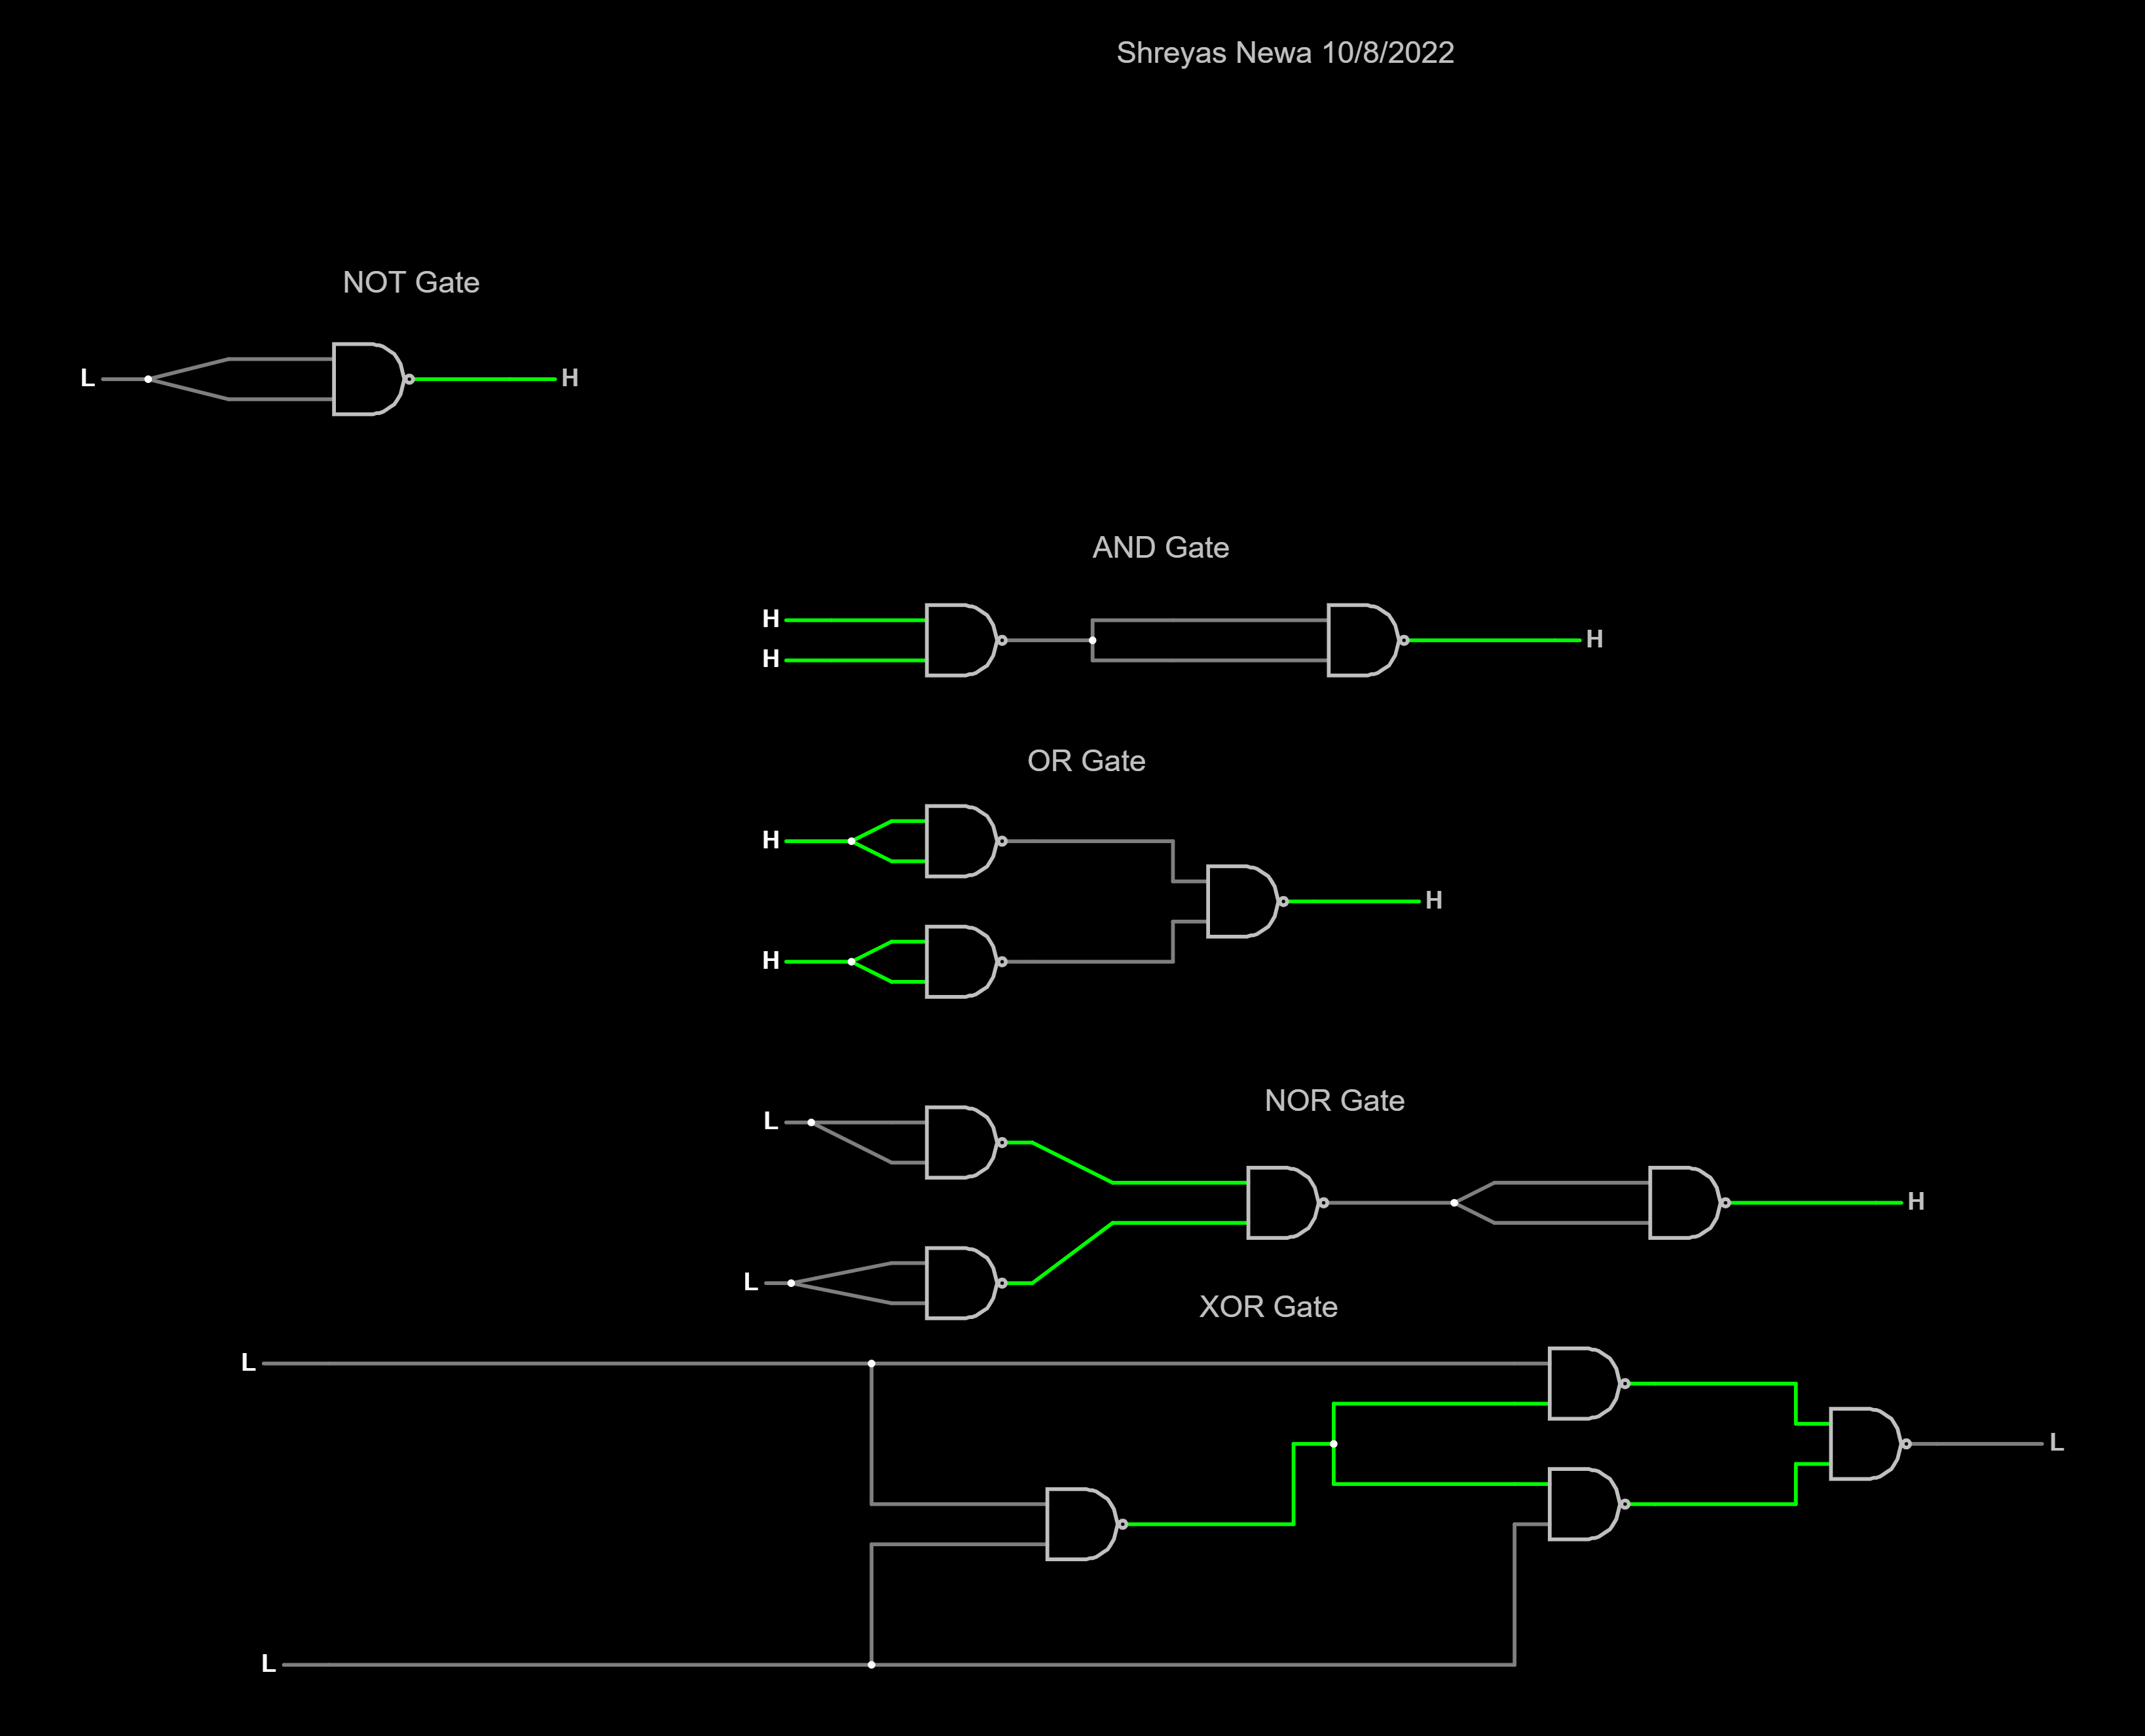 Shreyas Newa 10/8/2022
NOT Gate
L H
AND Gate
H
H
H
OR Gate
H
H
H
NOR Gate
L
H
L
XOR Gate
L
L
L